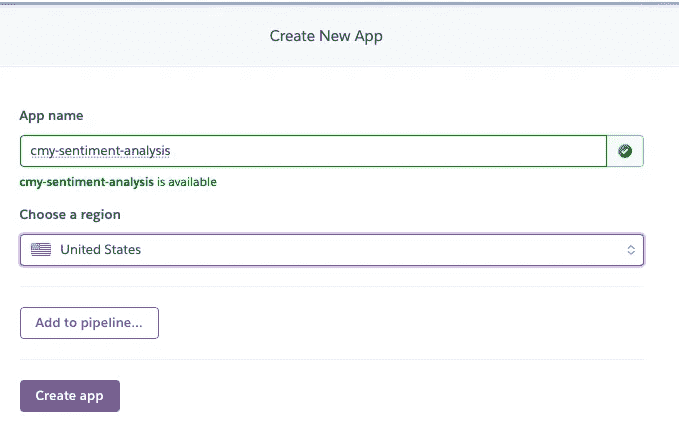 Create New App
App name
cmy-sentiment-analysis
cmy-sentiment-analysis is available
Choose a region
United States
Add to pipeline...
Create app